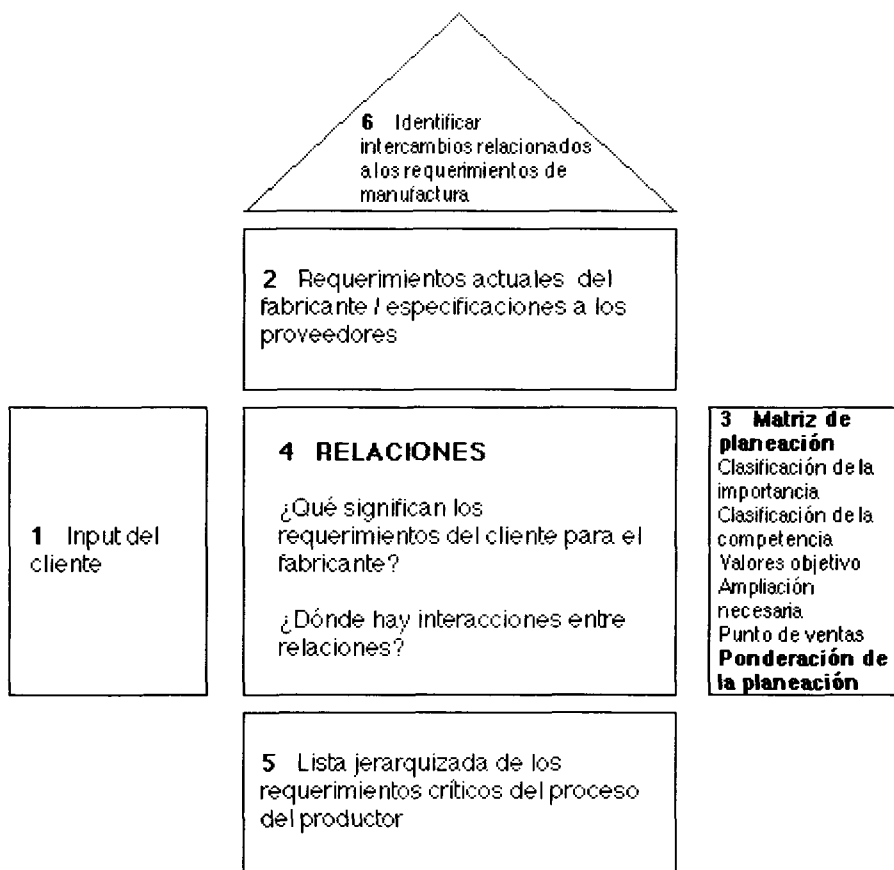 6 Identificar
intercambios relacionados
a los requerimientos de
manufactura
2 Requerimientos actuales del
fabricante / especificaciones a los
proveedores
1 Input del
cliente
4 RELACIONES
¿Qué significan los
requerimientos del cliente para el
fabricante?
¿Dónde hay interacciones entre
relaciones?
3 Matriz de
planeación
Clasificación de la
importancia
Clasificación de la
competencia
Valores objetivo
Ampliación
necesaria
Punto de ventas
Ponderación de
la planeación
5 Lista jerarquizada de los
requerimientos críticos del proceso
del productor